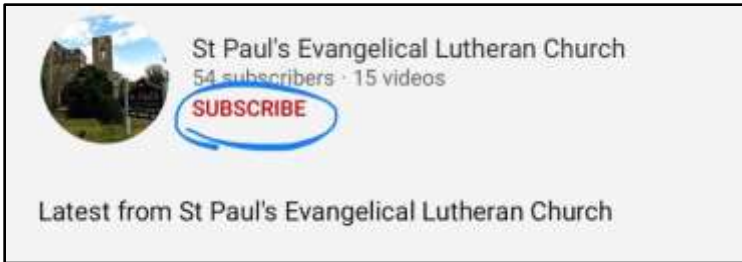 St Paul's Evangelical Lutheran Church
54 subscribers · 15 videos
SUBSCRIBE
Latest from St Paul's Evangelical Lutheran Church